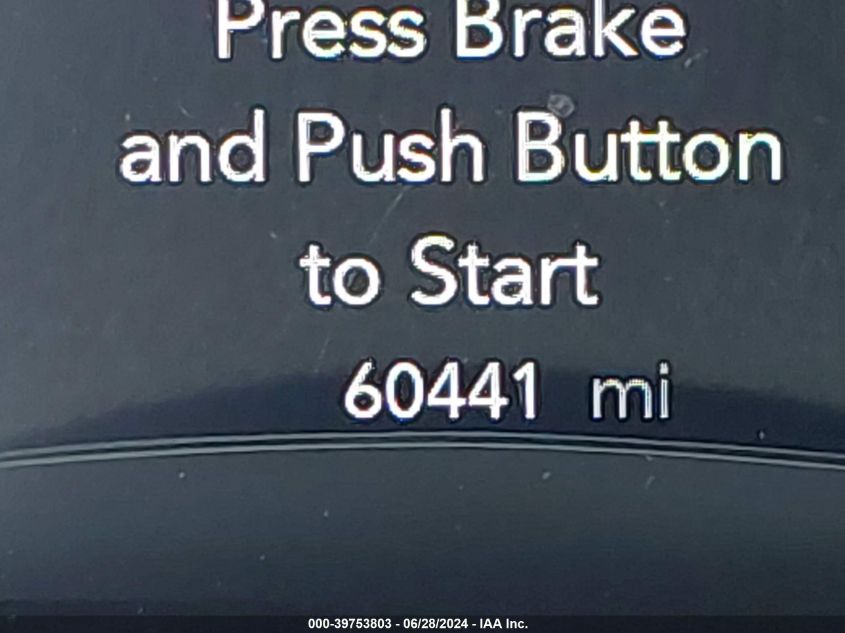 Press Brake
and Push Button
to Start
60441 mi
000-39753803 - 06/28/2024 - IAA Inc.